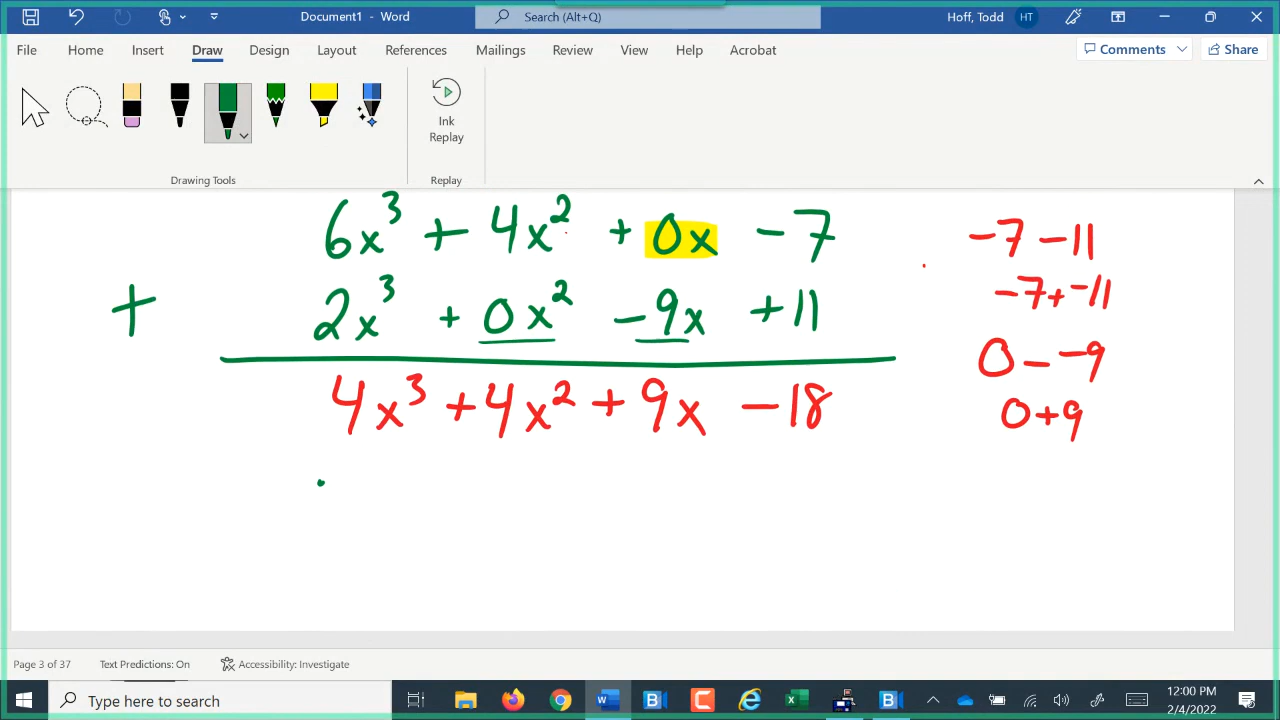 Document1 - Word
Search (Alt+Q)
Hoff, Todd HT
File Home Insert Draw Design Layout References Mailings Review View Help Acrobat Comments Share
Ink Replay
Drawing Tools Replay
6x³ + 4x² + 0x - 7
-7 - 11
+ 2x³ + 0x² - 9x + 11
-7 + -11
0 - -9
4x³ + 4x² + 9x - 18
0 + 9
Page 3 of 37 Text Predictions: On Accessibility: Investigate
Type here to search
12:00 PM
2/4/2022